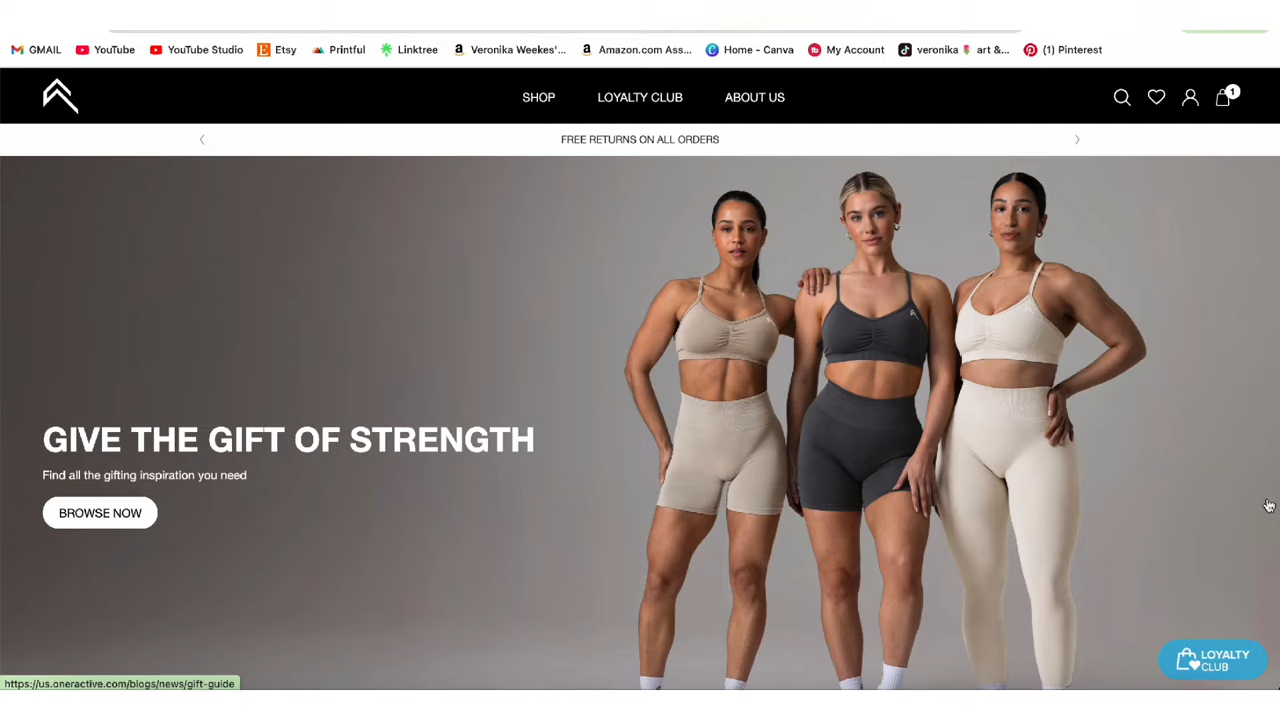 GMAIL YouTube YouTube Studio Etsy Printful Linktree Veronika Weekes'... Amazon.com Ass... Home - Canva My Account veronika 🌷 art &... (1) Pinterest
SHOP LOYALTY CLUB ABOUT US 1
FREE RETURNS ON ALL ORDERS
GIVE THE GIFT OF STRENGTH
Find all the gifting inspiration you need
BROWSE NOW
LOYALTY
CLUB
https://us.oneractive.com/blogs/news/gift-guide